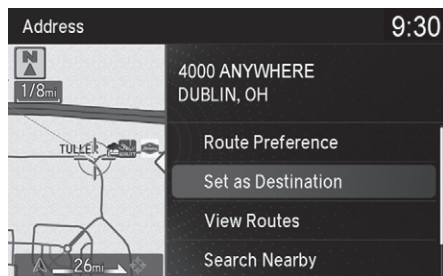 Address
9:30
N
1/8mi
4000 ANYWHERE
DUBLIN, OH
TULLER
Route Preference
Set as Destination
View Routes
Search Nearby
26mi